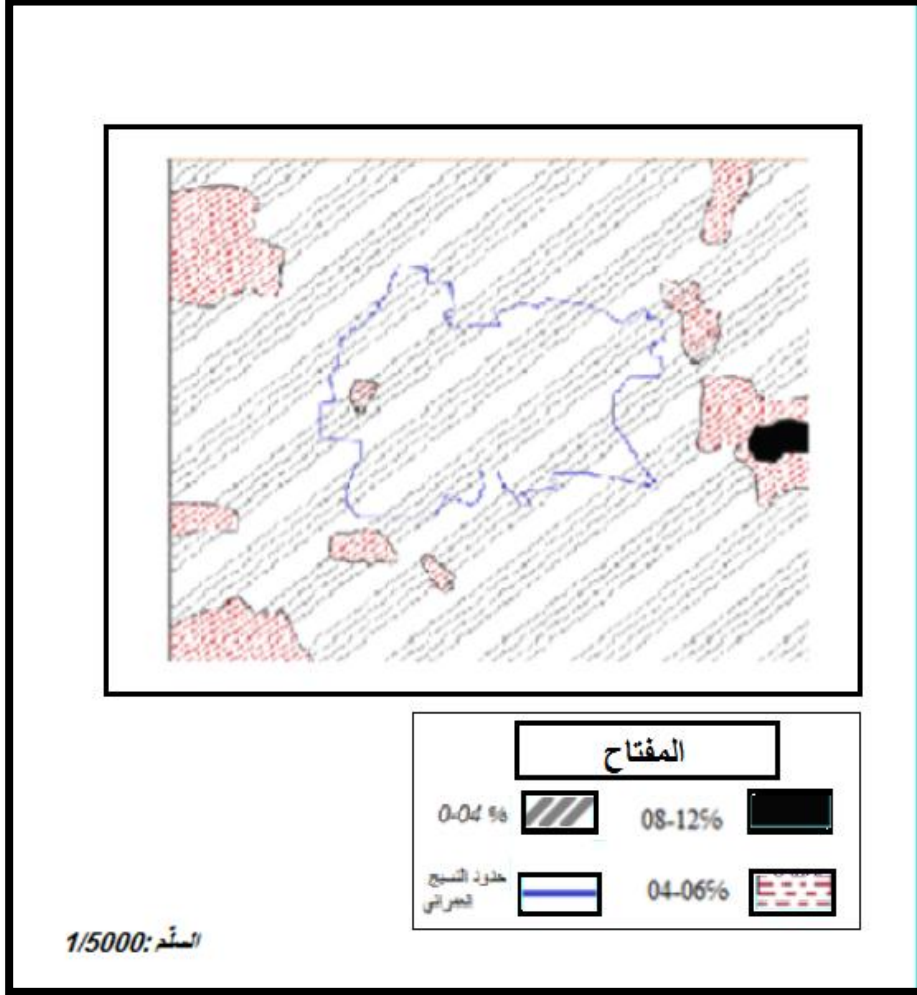 المفتاح
08-12%
0-04 %
04-06%
حدود النسيج
العمراني
السلّم :1/5000